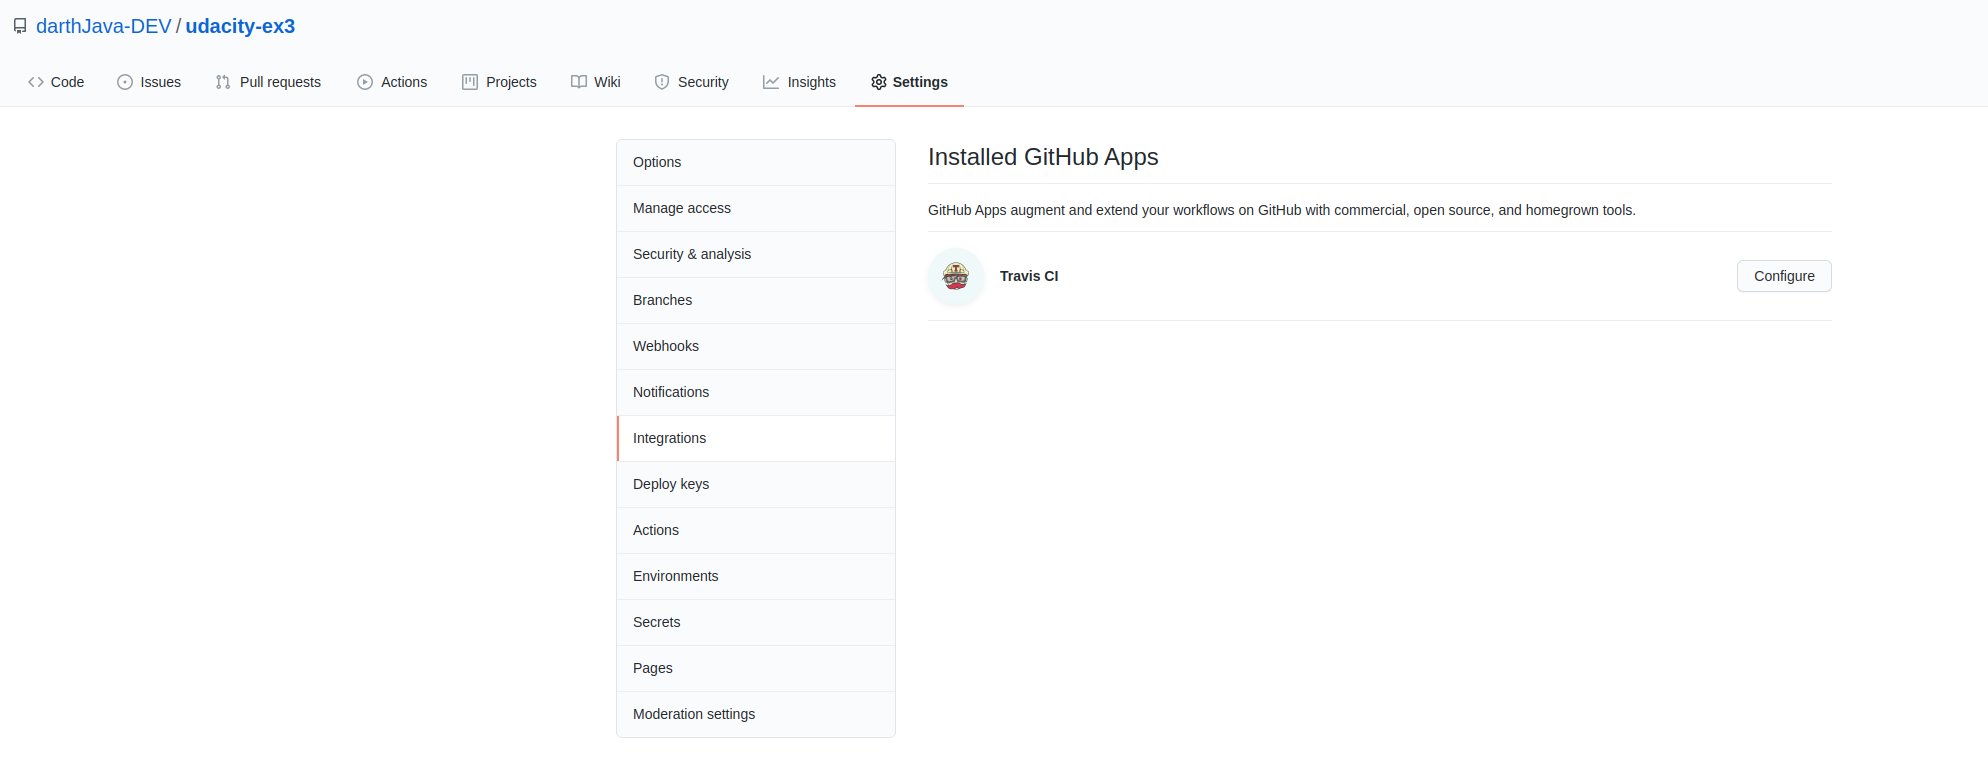 darthJava-DEV / udacity-ex3
Code Issues Pull requests Actions Projects Wiki Security Insights Settings
Options
Manage access
Security & analysis
Branches
Webhooks
Notifications
Integrations
Deploy keys
Actions
Environments
Secrets
Pages
Moderation settings
Installed GitHub Apps
GitHub Apps augment and extend your workflows on GitHub with commercial, open source, and homegrown tools.
Travis CI
Configure